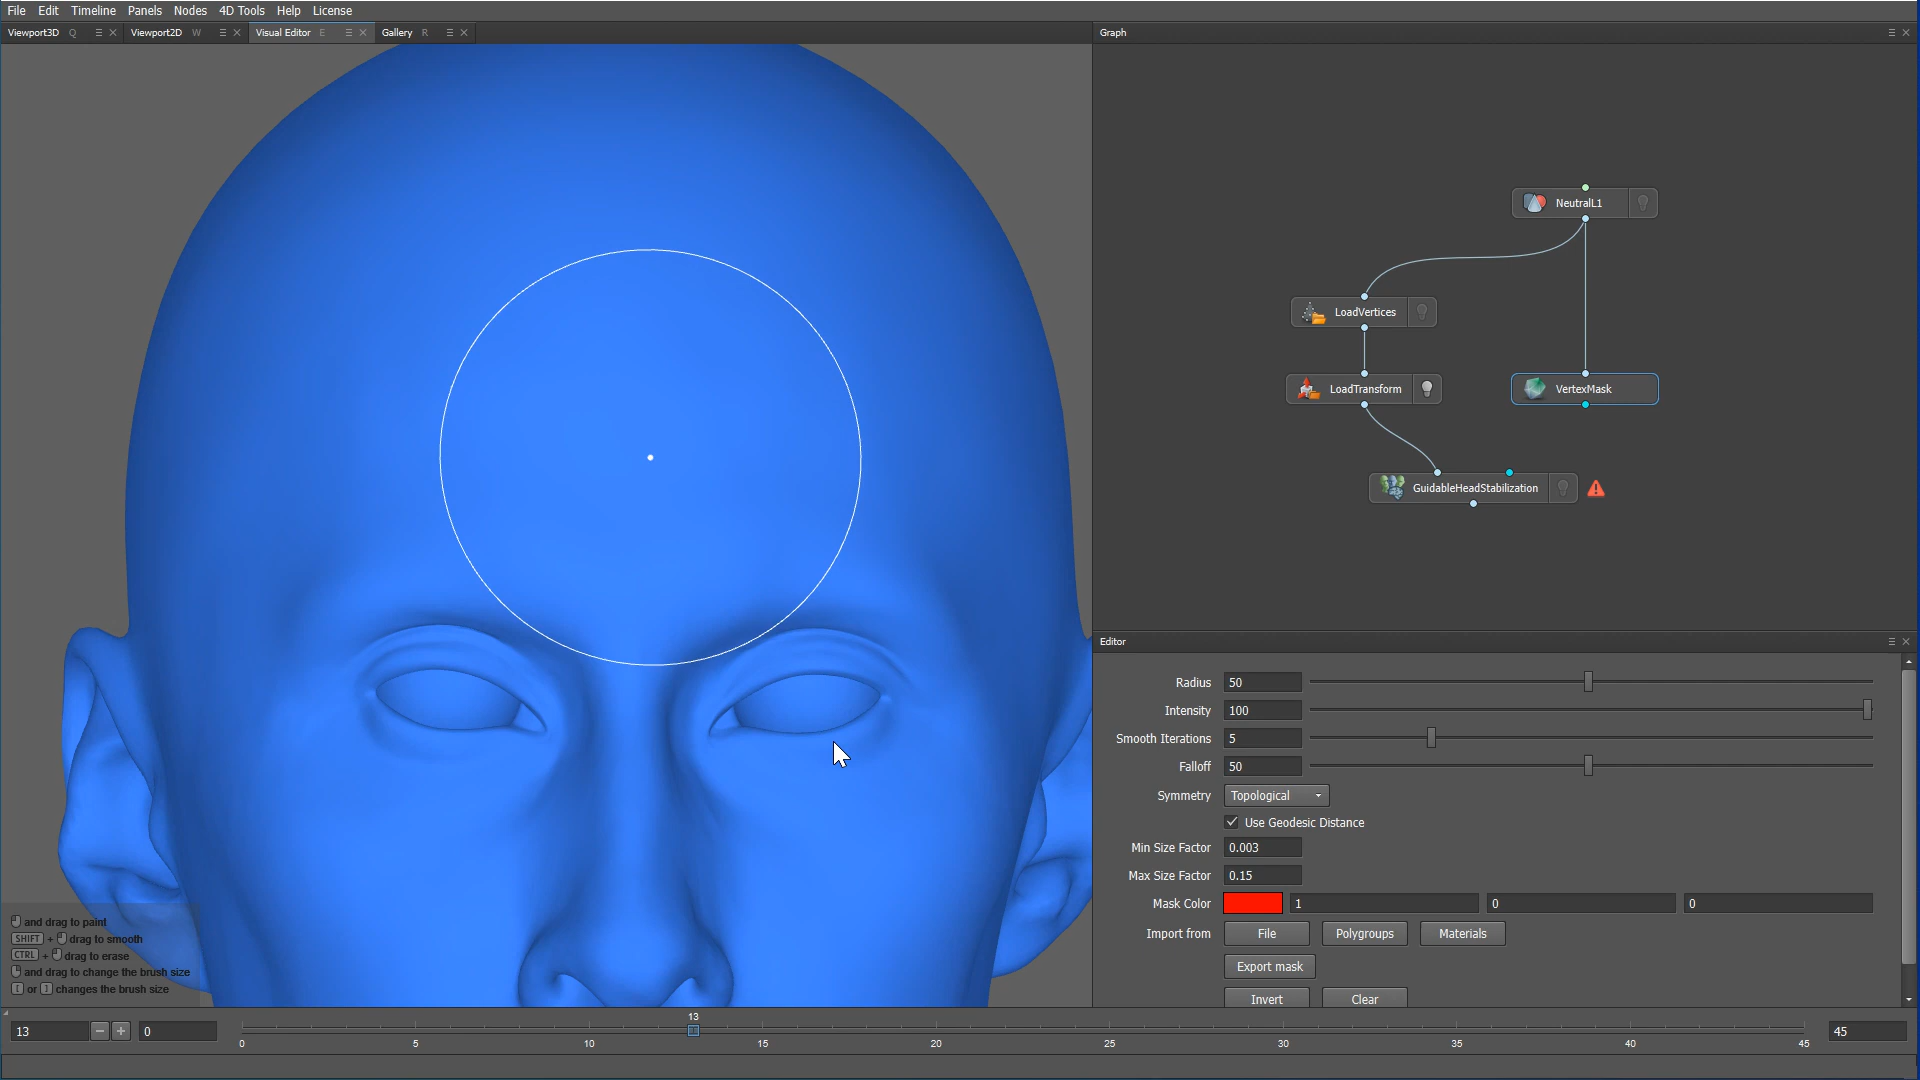 File Edit Timeline Panels Nodes 4D Tools Help License
Viewport3D Q Viewport2D W Visual Editor E Gallery R Graph
NeutralL1
LoadVertices
LoadTransform VertexMask
GuidableHeadStabilization
Editor
Radius 50
Intensity 100
Smooth Iterations 5
Falloff 50
Symmetry Topological
Use Geodesic Distance
Min Size Factor 0.003
Max Size Factor 0.15
Mask Color 1 0 0
Import from File Polygroups Materials
Export mask
Invert Clear
and drag to paint
SHIFT + drag to smooth
CTRL + drag to erase
and drag to change the brush size
[ or ] changes the brush size
13
13 − + 0 45
0 5 10 15 20 25 30 35 40 45